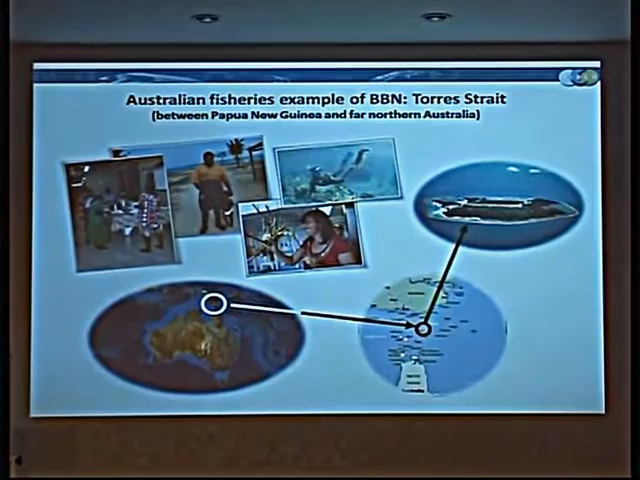 Australian fisheries example of BBN: Torres Strait
(between Papua New Guinea and far northern Australia)